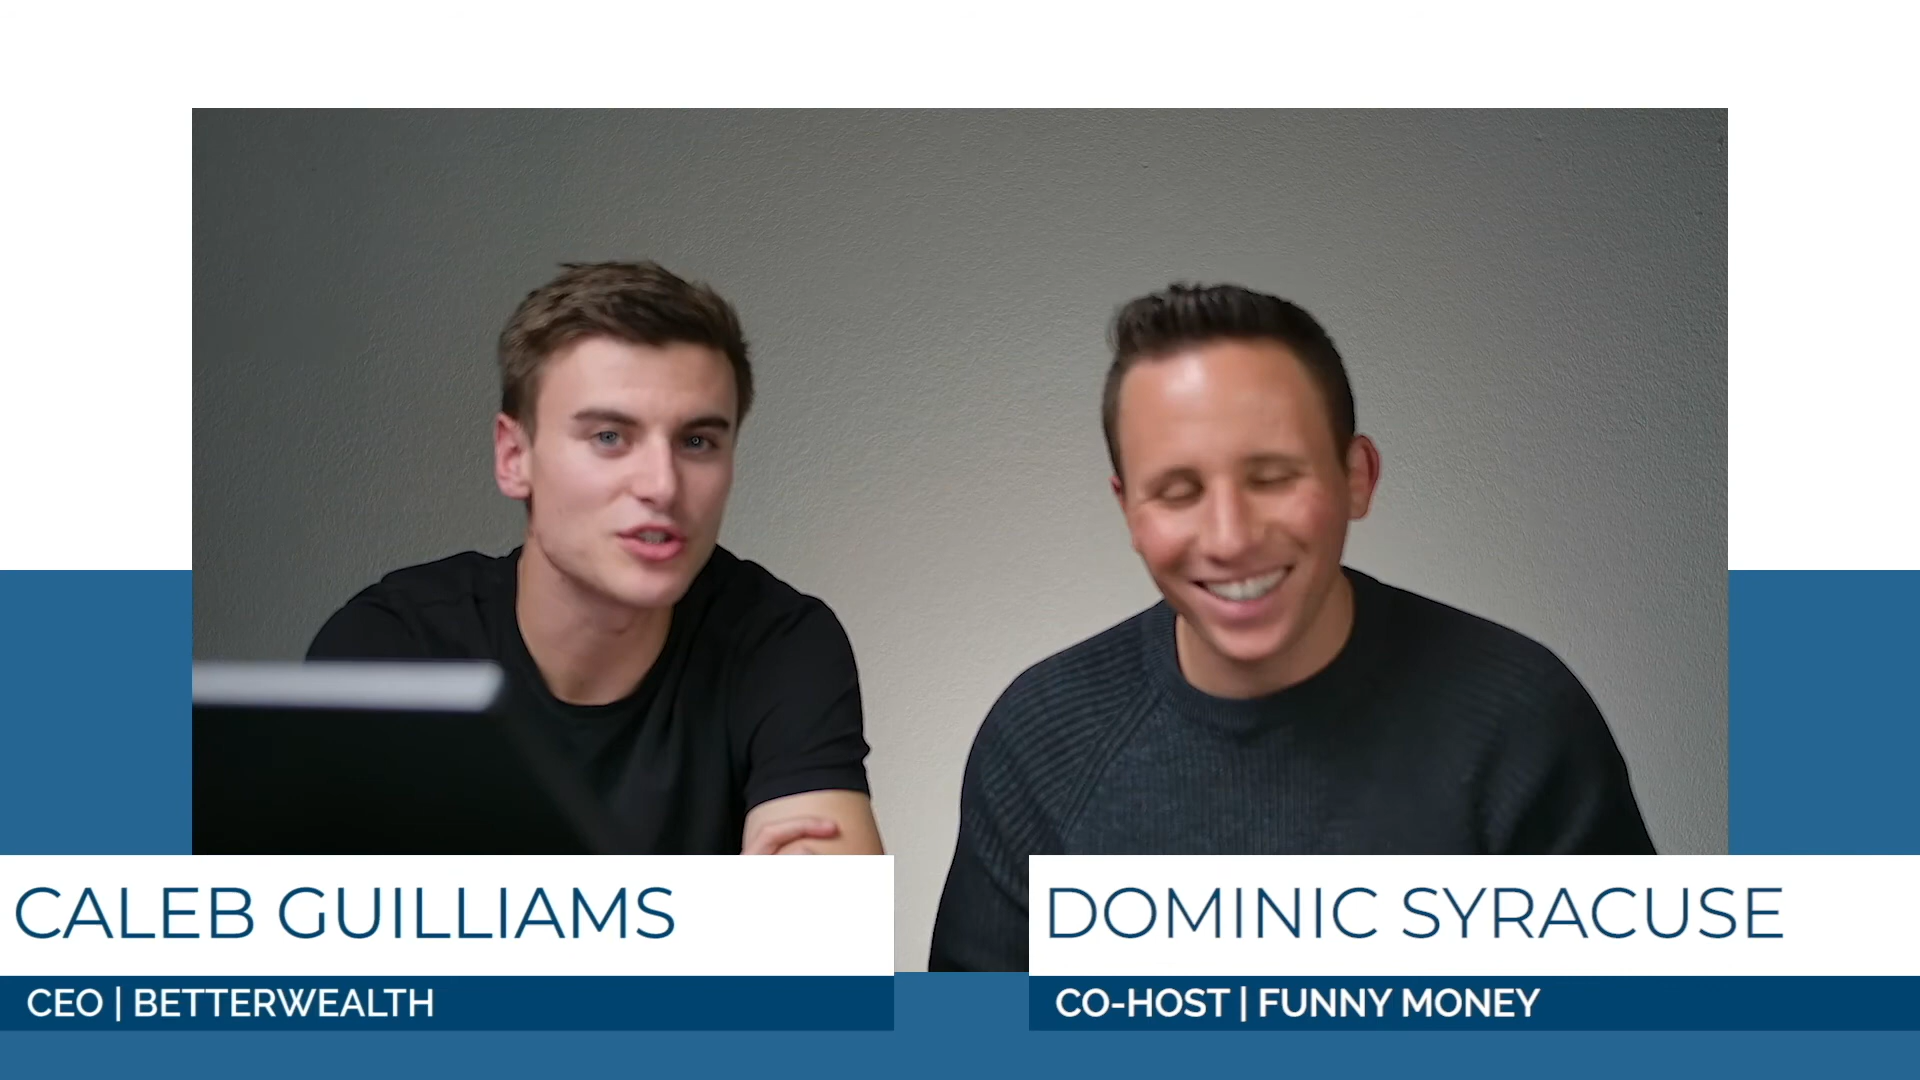 CALEB GUILLIAMS
CEO | BETTERWEALTH
DOMINIC SYRACUSE
CO-HOST | FUNNY MONEY